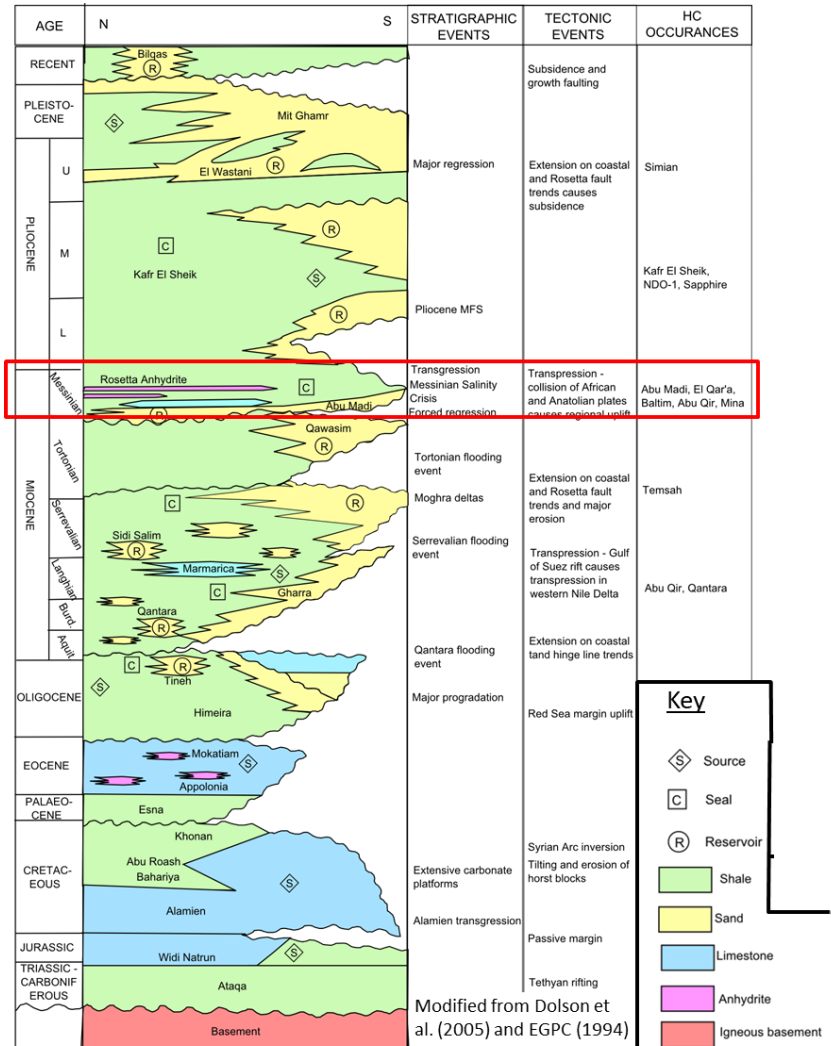 AGE
N
S
STRATIGRAPHIC
EVENTS
TECTONIC
EVENTS
HC
OCCURANCES
RECENT
Bilqas
R
Subsidence and
growth faulting
PLEISTO-
CENE
S
Mit Ghamr
PLIOCENE
U
El Wastani
R
Major regression
Extension on coastal
and Rosetta fault
trends causes
subsidence
Simian
M
R
C
Kafr El Sheik
S
Kafr El Sheik,
NDO-1, Sapphire
L
R
Pliocene MFS
Messinian
Rosetta Anhydrite
C
Abu Madi
R
Transgression
Messinian Salinity
Crisis
Forced regression
Transpression -
collision of African
and Anatolian plates
causes regional uplift
Abu Madi, El Qar'a,
Baltim, Abu Qir, Mina
MIOCENE
Tortonian
Qawasim
R
Tortonian flooding
event
Serrevalian
C
R
Moghra deltas
Extension on coastal
and Rosetta fault
trends and major
erosion
Temsah
Sidi Salim
R
Serrevalian flooding
event
Langhian
Marmarica
S
C
Gharra
Transpression - Gulf
of Suez rift causes
transpression in
western Nile Delta
Abu Qir, Qantara
Burd.
Qantara
R
Aquit
Qantara flooding
event
Extension on coastal
tand hinge line trends
OLIGOCENE
C
R
Tineh
S
Himeira
Major progradation
Red Sea margin uplift
EOCENE
Mokatiam
S
Appolonia
PALAEO-
CENE
Esna
CRETAC-
EOUS
Khonan
Abu Roash
Bahariya
S
Alamien
Extensive carbonate
platforms
Alamien transgression
Syrian Arc inversion
Tilting and erosion of
horst blocks
JURASSIC
Widi Natrun
S
Passive margin
TRIASSIC -
CARBONIF
EROUS
Ataqa
Tethyan rifting
Basement
Modified from Dolson et
al. (2005) and EGPC (1994)
Key
S Source
C Seal
R Reservoir
Shale
Sand
Limestone
Anhydrite
Igneous basement